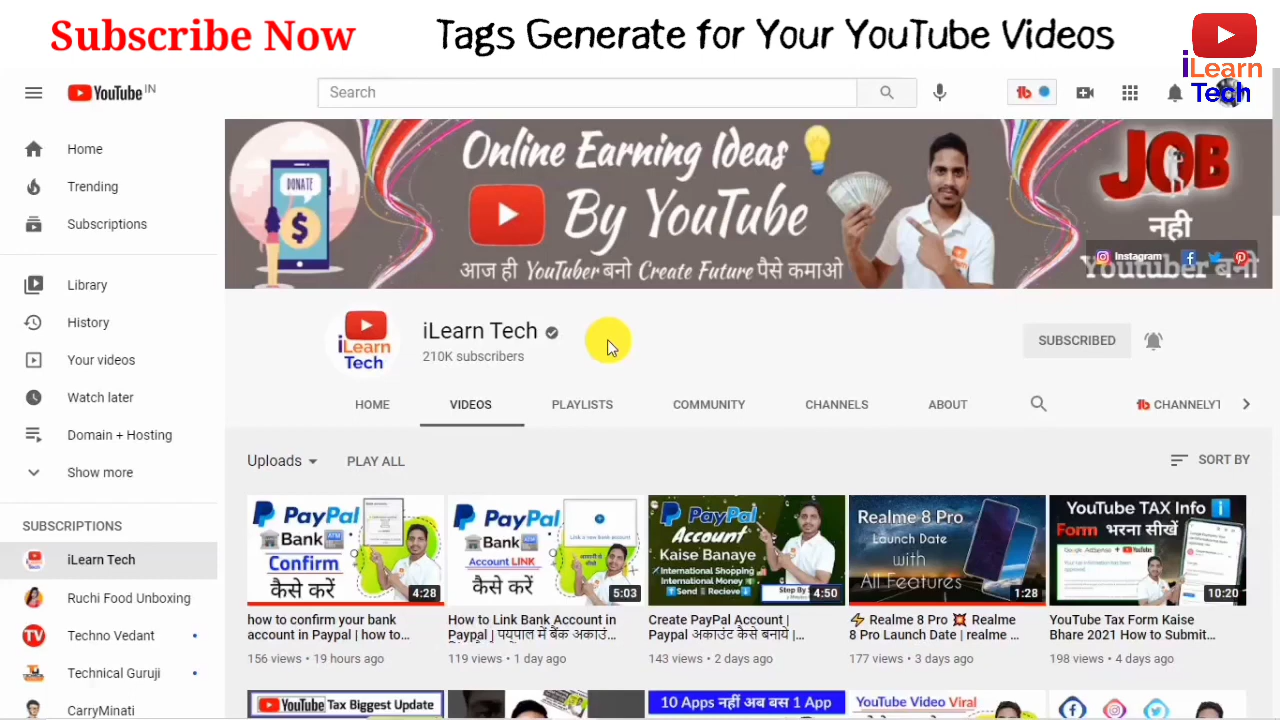 Subscribe Now
Tags Generate for Your YouTube Videos
iLearn
Tech
YouTube IN
Search
Home
Trending
Subscriptions
Library
History
Your videos
Watch later
Domain + Hosting
Show more
SUBSCRIPTIONS
iLearn Tech
Ruchi Food Unboxing
Techno Vedant
Technical Guruji
CarryMinati
DONATE
Online Earning Ideas
By YouTube
आज ही YouTuber बनो Create Future पैसे कमाओ
JOB
नही
Youtuber बनो
Instagram
iLearn
Tech
iLearn Tech
210K subscribers
SUBSCRIBED
HOME
VIDEOS
PLAYLISTS
COMMUNITY
CHANNELS
ABOUT
CHANNELYT
Uploads
PLAY ALL
SORT BY
PayPal
Bank
Confirm
कैसे करें
4:28
how to confirm your bank
account in Paypal | how to...
156 views • 19 hours ago
PayPal
Bank
Account LINK
कैसे करें
5:03
How to Link Bank Account in
Paypal | पयपाल में बैंक अकाउं...
119 views • 1 day ago
PayPal
Account
Kaise Banaye
International Shopping
International Money
Send Recieve
Step By S
4:50
Create PayPal Account |
Paypal अकाउंट कैसे बनाये |...
143 views • 2 days ago
Realme 8 Pro
Launch Date
with
All Features
1:28
⚡ Realme 8 Pro 💥 Realme
8 Pro Launch Date | realme ...
177 views • 3 days ago
YouTube TAX Info
Form भरना सीखें
Google AdSense + YouTube
10:20
YouTube Tax Form Kaise
Bhare 2021 How to Submit...
198 views • 4 days ago
YouTube Tax Biggest Update
10 Apps नहीं अब बस 1 App
YouTube Video Viral